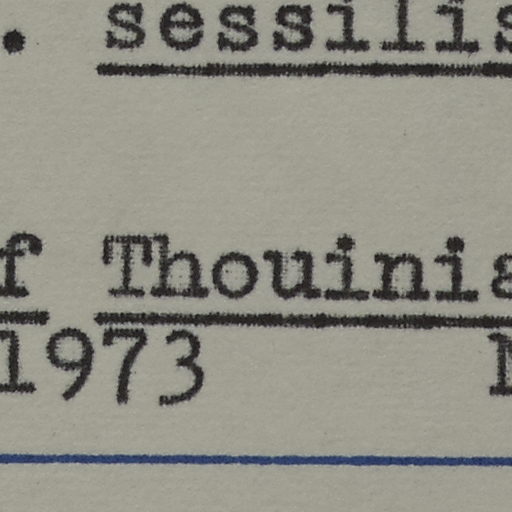 . sessilis
f Thouinia
1973